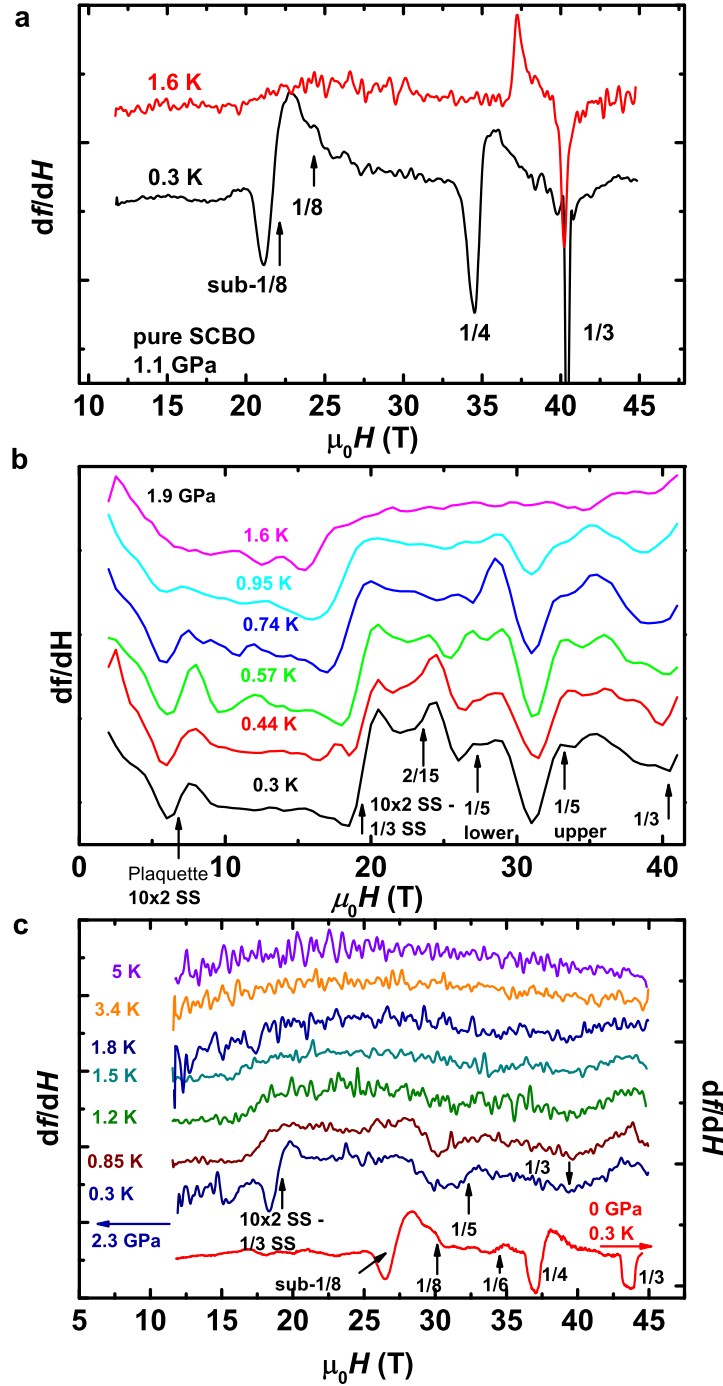 a
df/dH
1.6 K
0.3 K
1/8
sub-1/8
1/4
1/3
pure SCBO
1.1 GPa
10 15 20 25 30 35 40 45
μ₀H (T)
b
df/dH
1.9 GPa
1.6 K
0.95 K
0.74 K
0.57 K
0.44 K
0.3 K
2/15
10x2 SS -
1/3 SS
1/5
lower
1/5
upper
1/3
0 10 20 30 40
Plaquette
10x2 SS
μ₀H (T)
c
df/dH
df/dH
5 K
3.4 K
1.8 K
1.5 K
1.2 K
0.85 K
0.3 K
2.3 GPa
10x2 SS -
1/3 SS
1/3
1/5
0 GPa
0.3 K
sub-1/8
1/8
1/6
1/4
1/3
5 10 15 20 25 30 35 40 45
μ₀H (T)